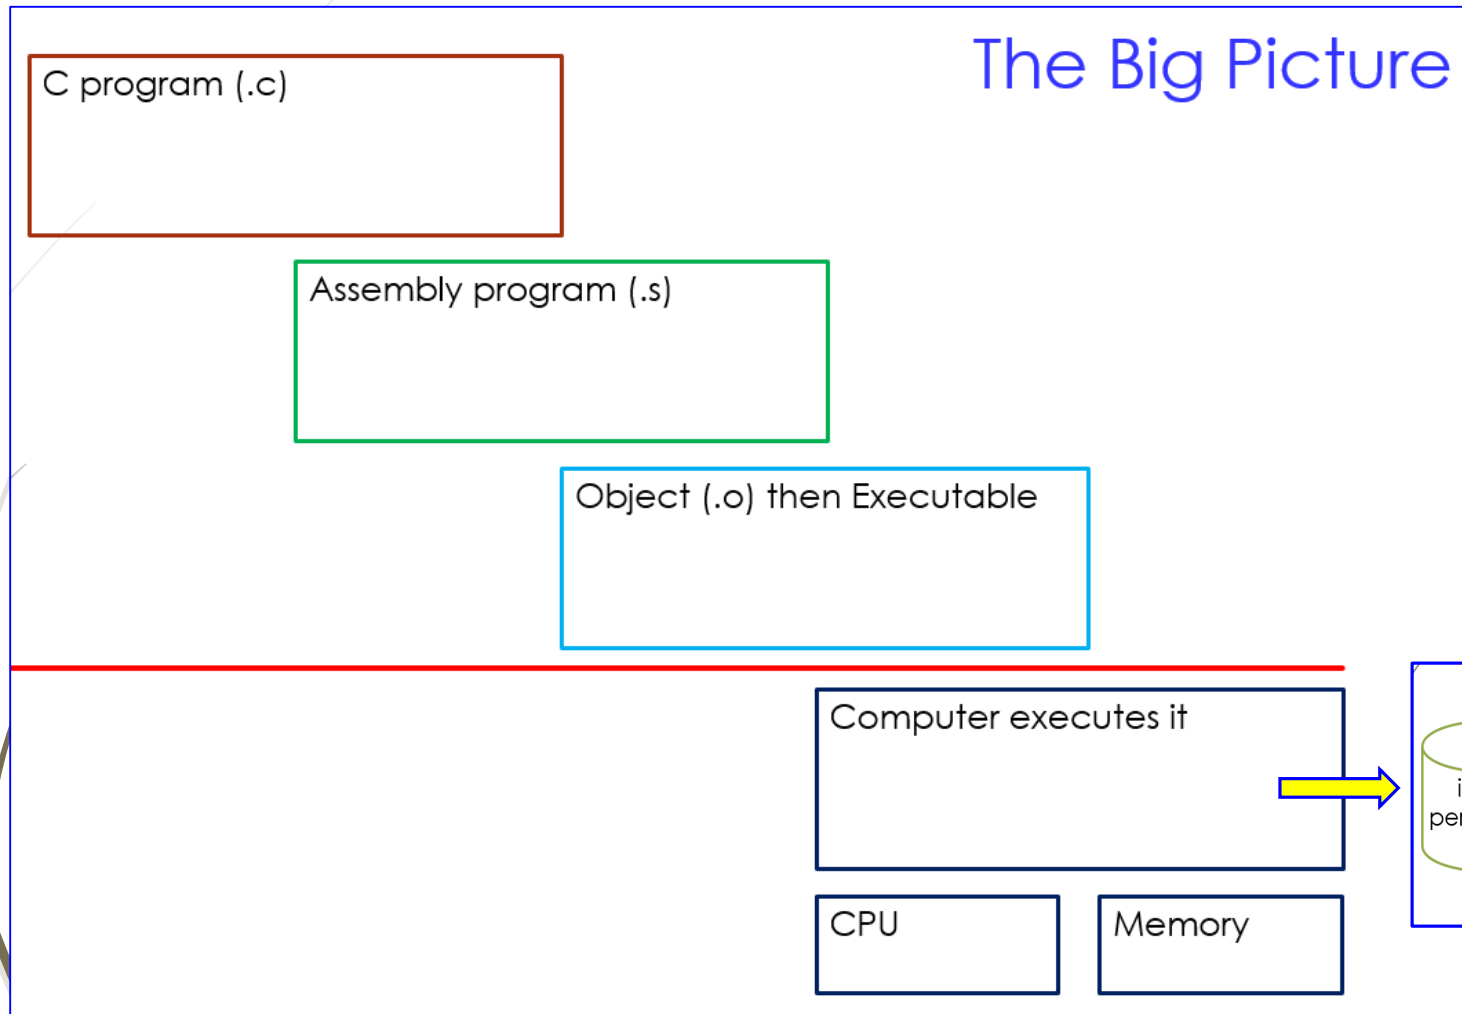 The Big Picture
C program (.c)
Assembly program (.s)
Object (.o) then Executable
Computer executes it
CPU
Memory